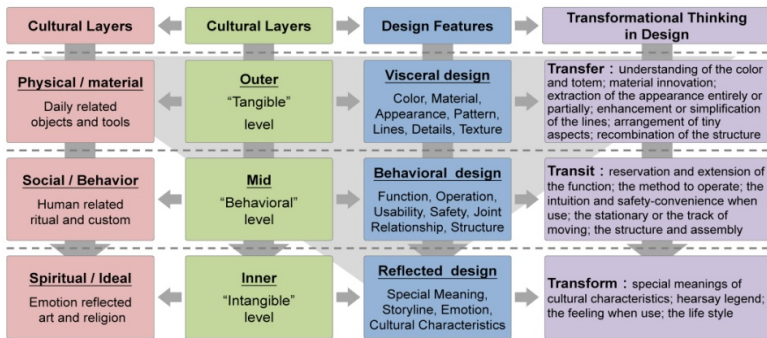 Cultural Layers
Cultural Layers
Design Features
Transformational Thinking
in Design
Physical / material
Daily related
objects and tools
Outer
"Tangible"
level
Visceral design
Color, Material,
Appearance, Pattern,
Lines, Details, Texture
Transfer : understanding of the color
and totem; material innovation;
extraction of the appearance entirely or
partially; enhancement or simplification
of the lines; arrangement of tiny
aspects; recombination of the structure
Social / Behavior
Human related
ritual and custom
Mid
"Behavioral"
level
Behavioral design
Function, Operation,
Usability, Safety, Joint
Relationship, Structure
Transit : reservation and extension of
the function; the method to operate; the
intuition and safety-convenience when
use; the stationary or the track of
moving; the structure and assembly
Spiritual / Ideal
Emotion reflected
art and religion
Inner
"Intangible"
level
Reflected design
Special Meaning,
Storyline, Emotion,
Cultural Characteristics
Transform : special meanings of
cultural characteristics; hearsay legend;
the feeling when use; the life style